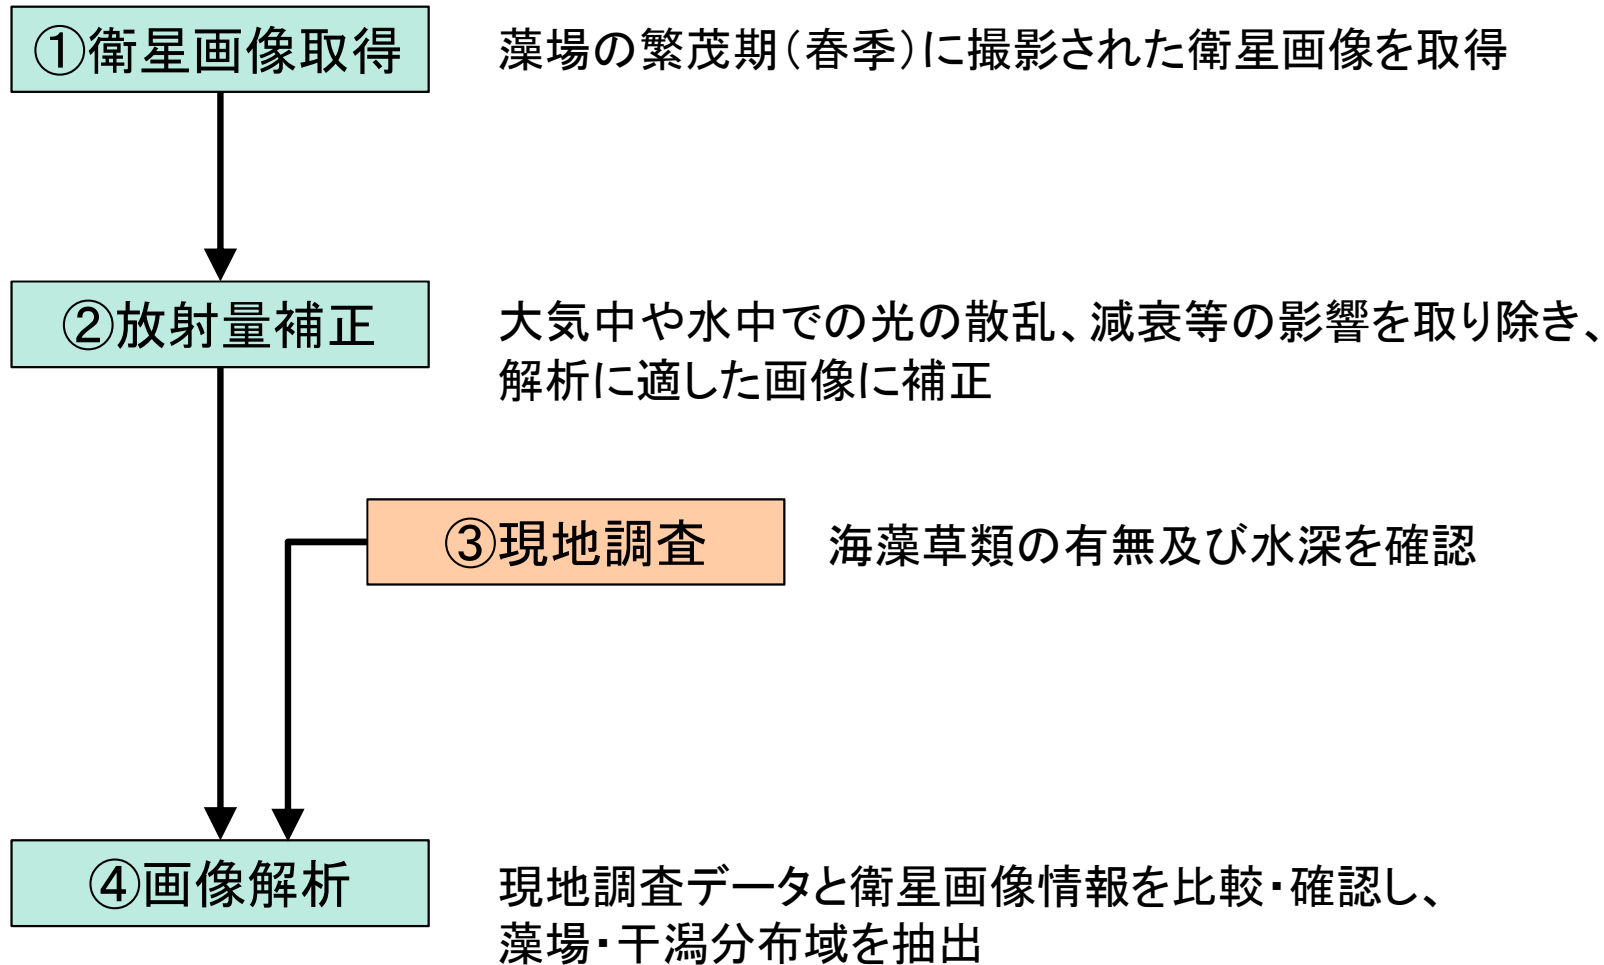 ①衛星画像取得
藻場の繁茂期（春季）に撮影された衛星画像を取得
②放射量補正
大気中や水中での光の散乱、減衰等の影響を取り除き、
解析に適した画像に補正
③現地調査
海藻草類の有無及び水深を確認
④画像解析
現地調査データと衛星画像情報を比較・確認し、
藻場・干潟分布域を抽出